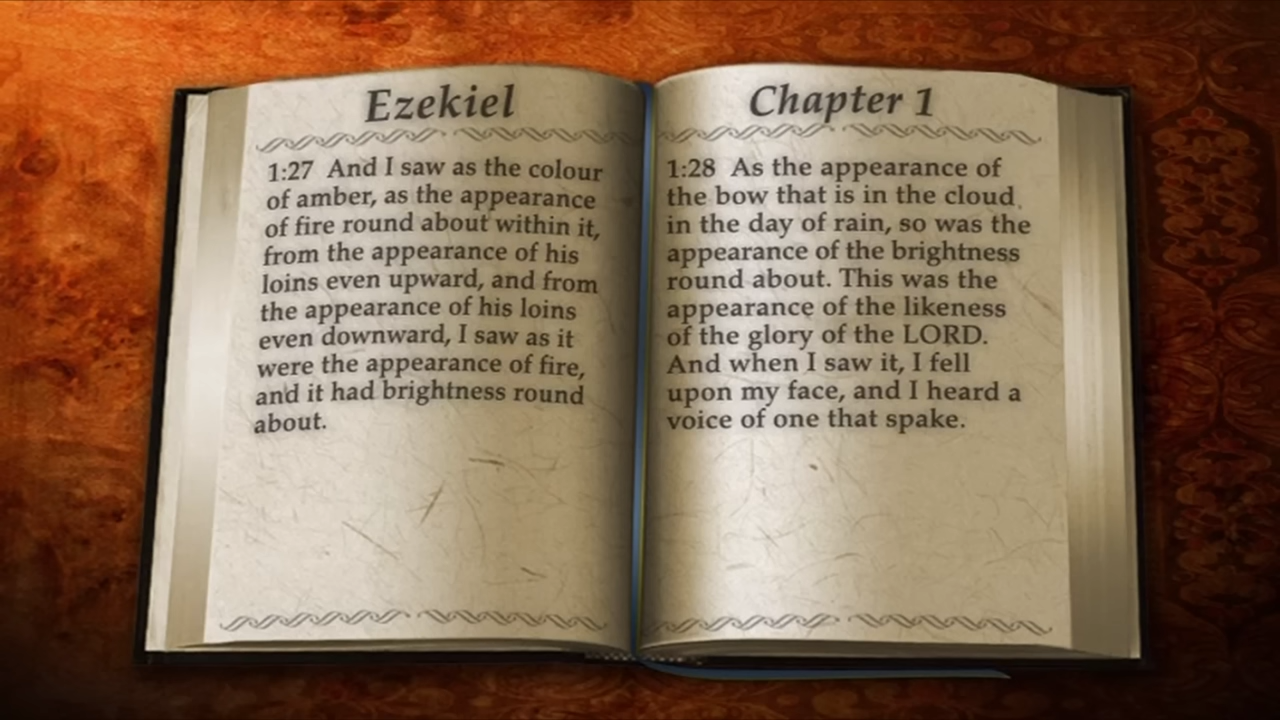 Ezekiel
1:27 And I saw as the colour
of amber, as the appearance
of fire round about within it,
from the appearance of his
loins even upward, and from
the appearance of his loins
even downward, I saw as it
were the appearance of fire,
and it had brightness round
about.
Chapter 1
1:28 As the appearance of
the bow that is in the cloud
in the day of rain, so was the
appearance of the brightness
round about. This was the
appearance of the likeness
of the glory of the LORD.
And when I saw it, I fell
upon my face, and I heard a
voice of one that spake.